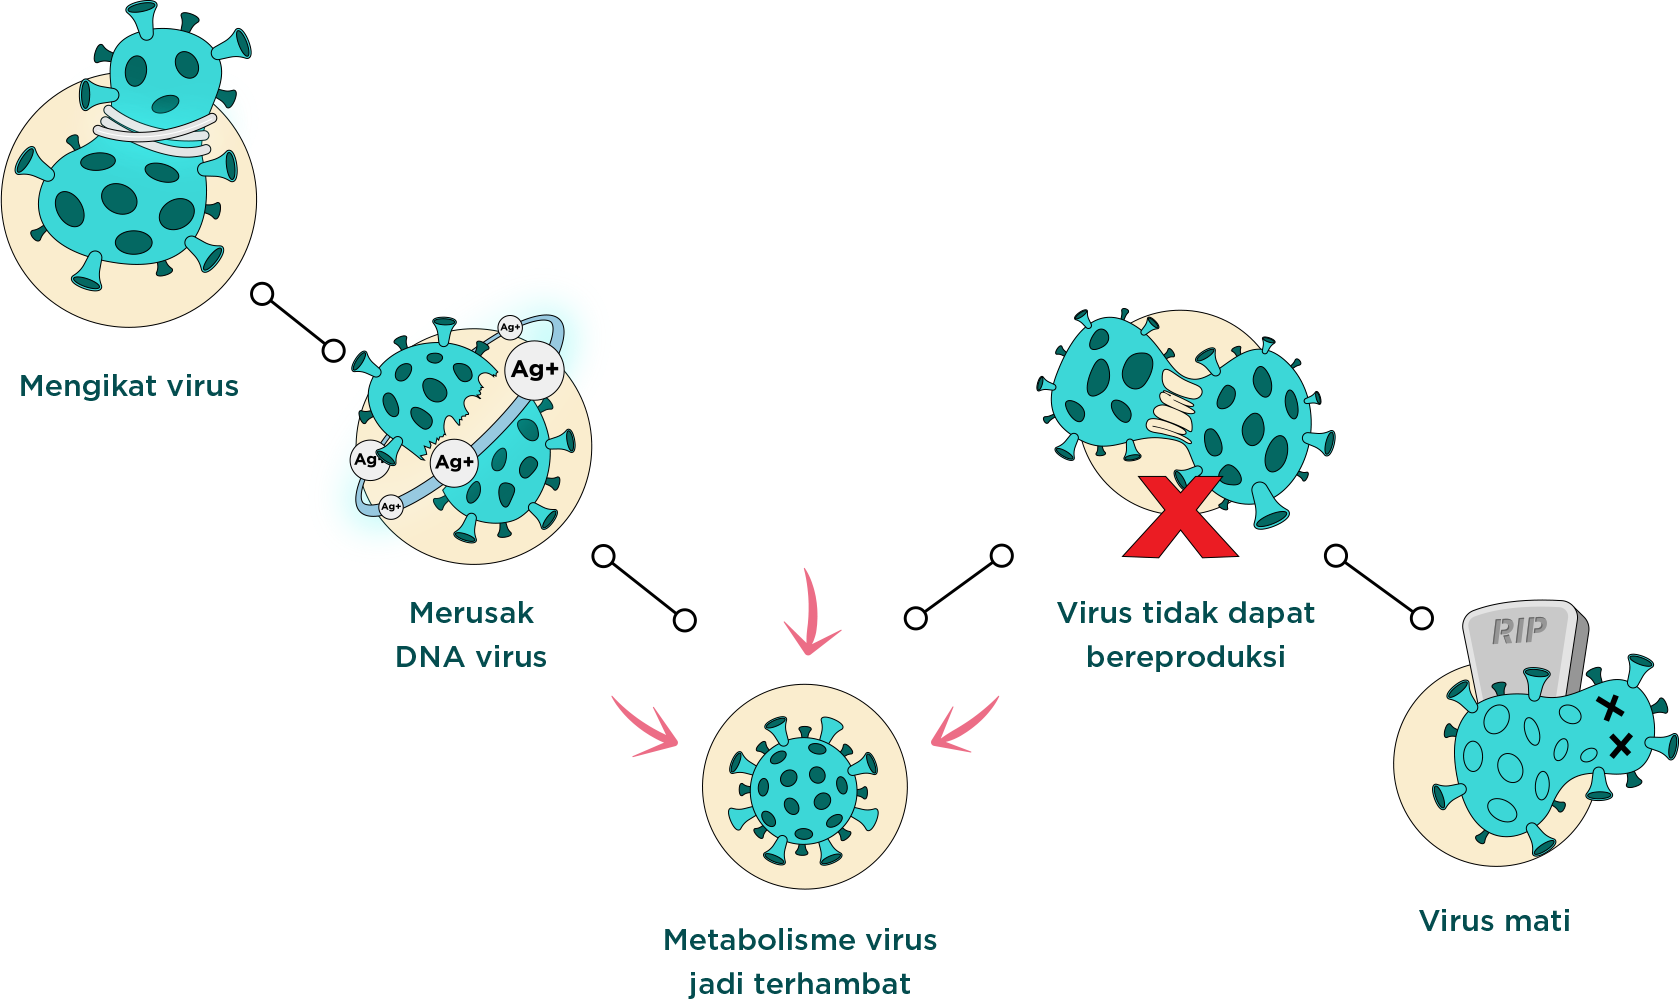 Mengikat virus
Ag+
Ag+
Ag+
Ag+
Ag+
Merusak
DNA virus
Metabolisme virus
jadi terhambat
Virus tidak dapat
bereproduksi
RIP
Virus mati